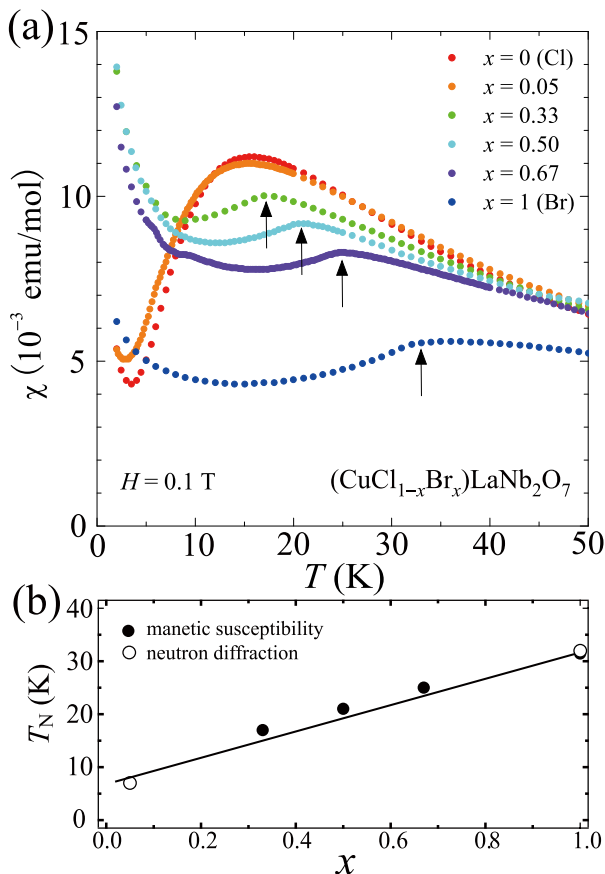 (a)
15
10
5
0
χ (10⁻³ emu/mol)
x = 0 (Cl)
x = 0.05
x = 0.33
x = 0.50
x = 0.67
x = 1 (Br)
H = 0.1 T
(CuCl₁₋ₓBrₓ)LaNb₂O₇
0 10 20 30 40 50
T (K)
(b)
40
30
20
10
0
T_N (K)
manetic susceptibility
neutron diffraction
0.0 0.2 0.4 0.6 0.8 1.0
x